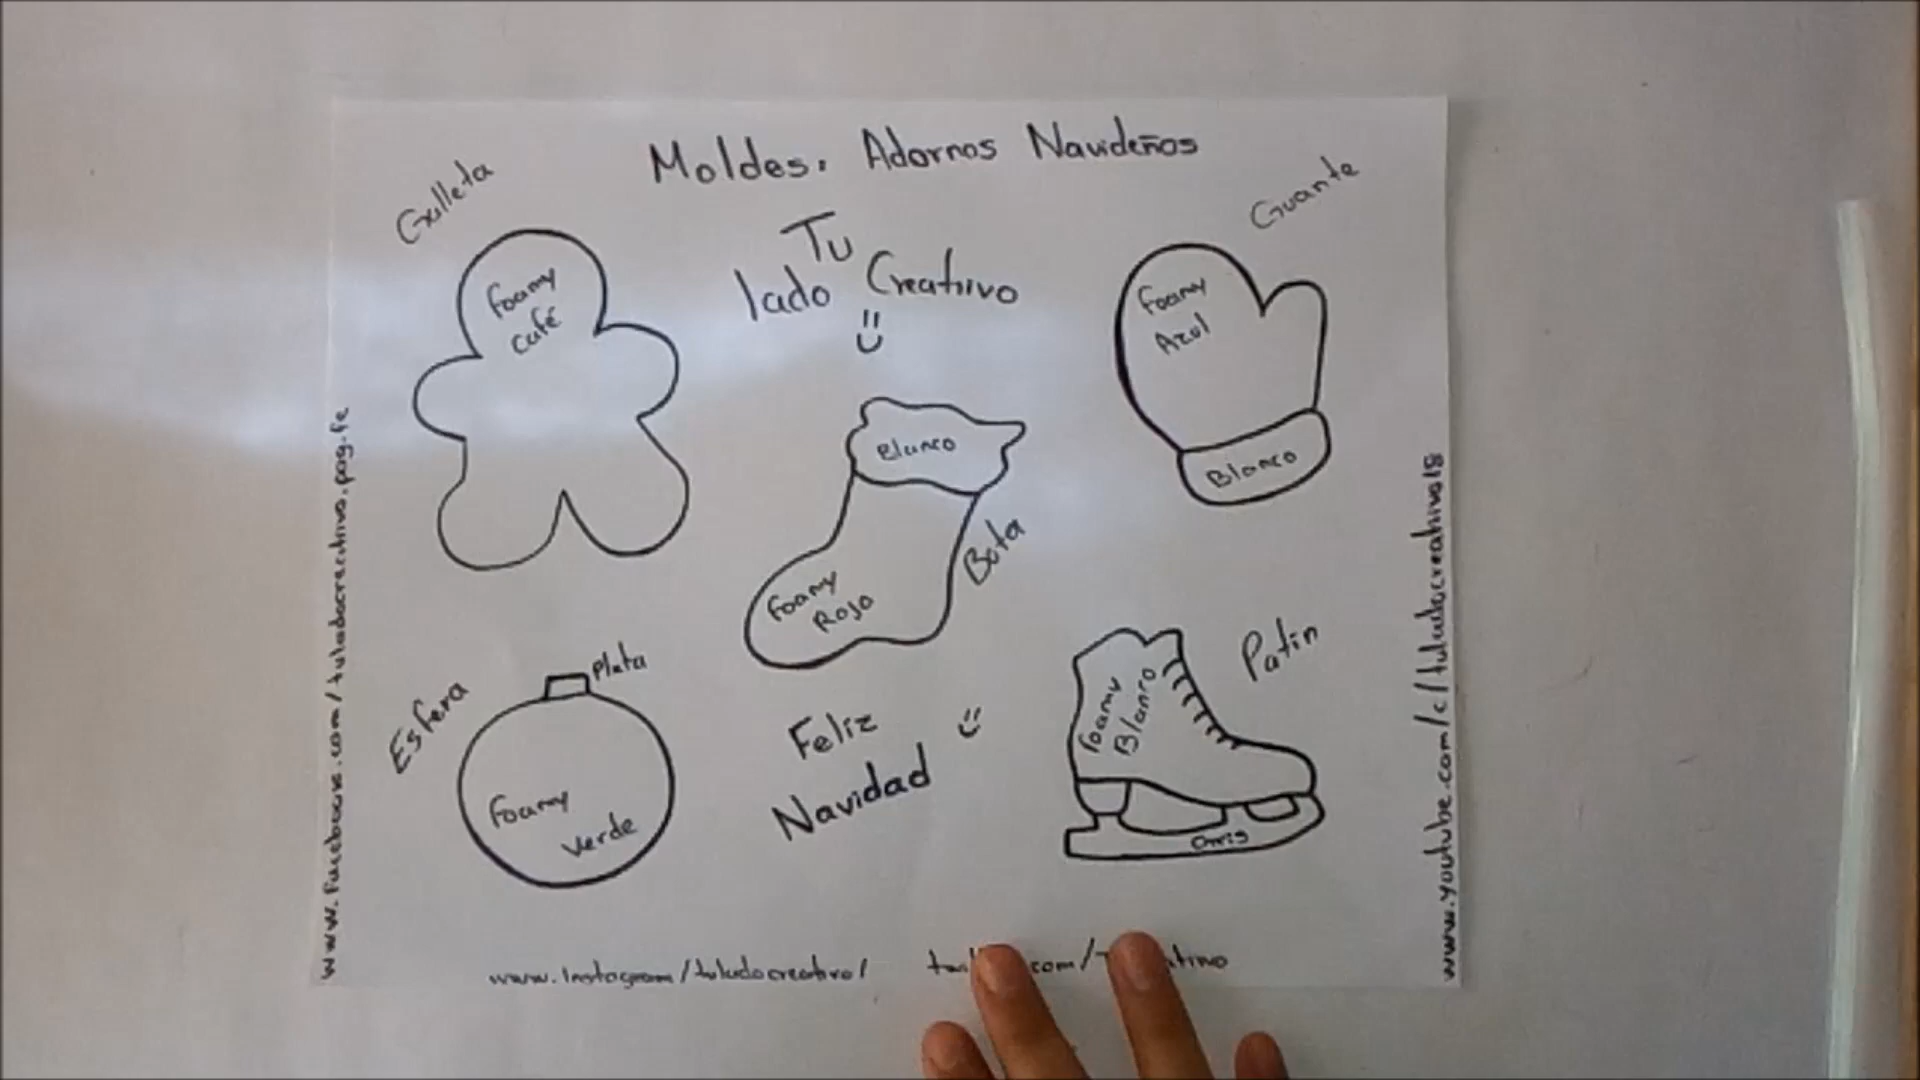 Moldes. Adornos Navideños
Galleta
Tu
lado Creativo
Guante
foamy
café
foamy
Azul
Blanco
Blanco
Bota
foamy
Rojo
Patin
Plata
Esfera
foamy
Blanco
Gris
foamy
verde
Feliz
Navidad
www.facebook.com/tuladocreactivo.pag.fe
www.youtube.com/c/tuladocreativo18
www.Instagram/tuladocreativo/